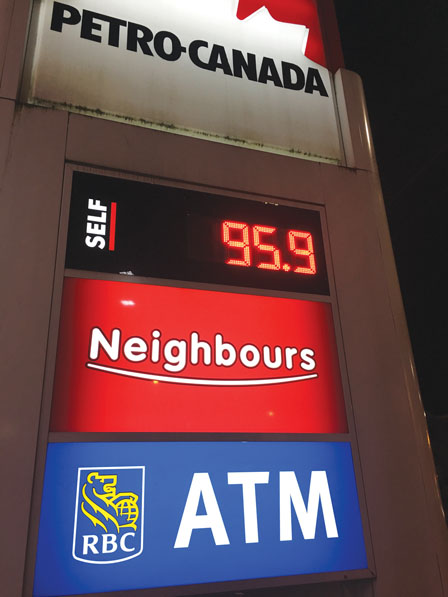 PETRO-CANADA
SELF 95.9
Neighbours
RBC ATM